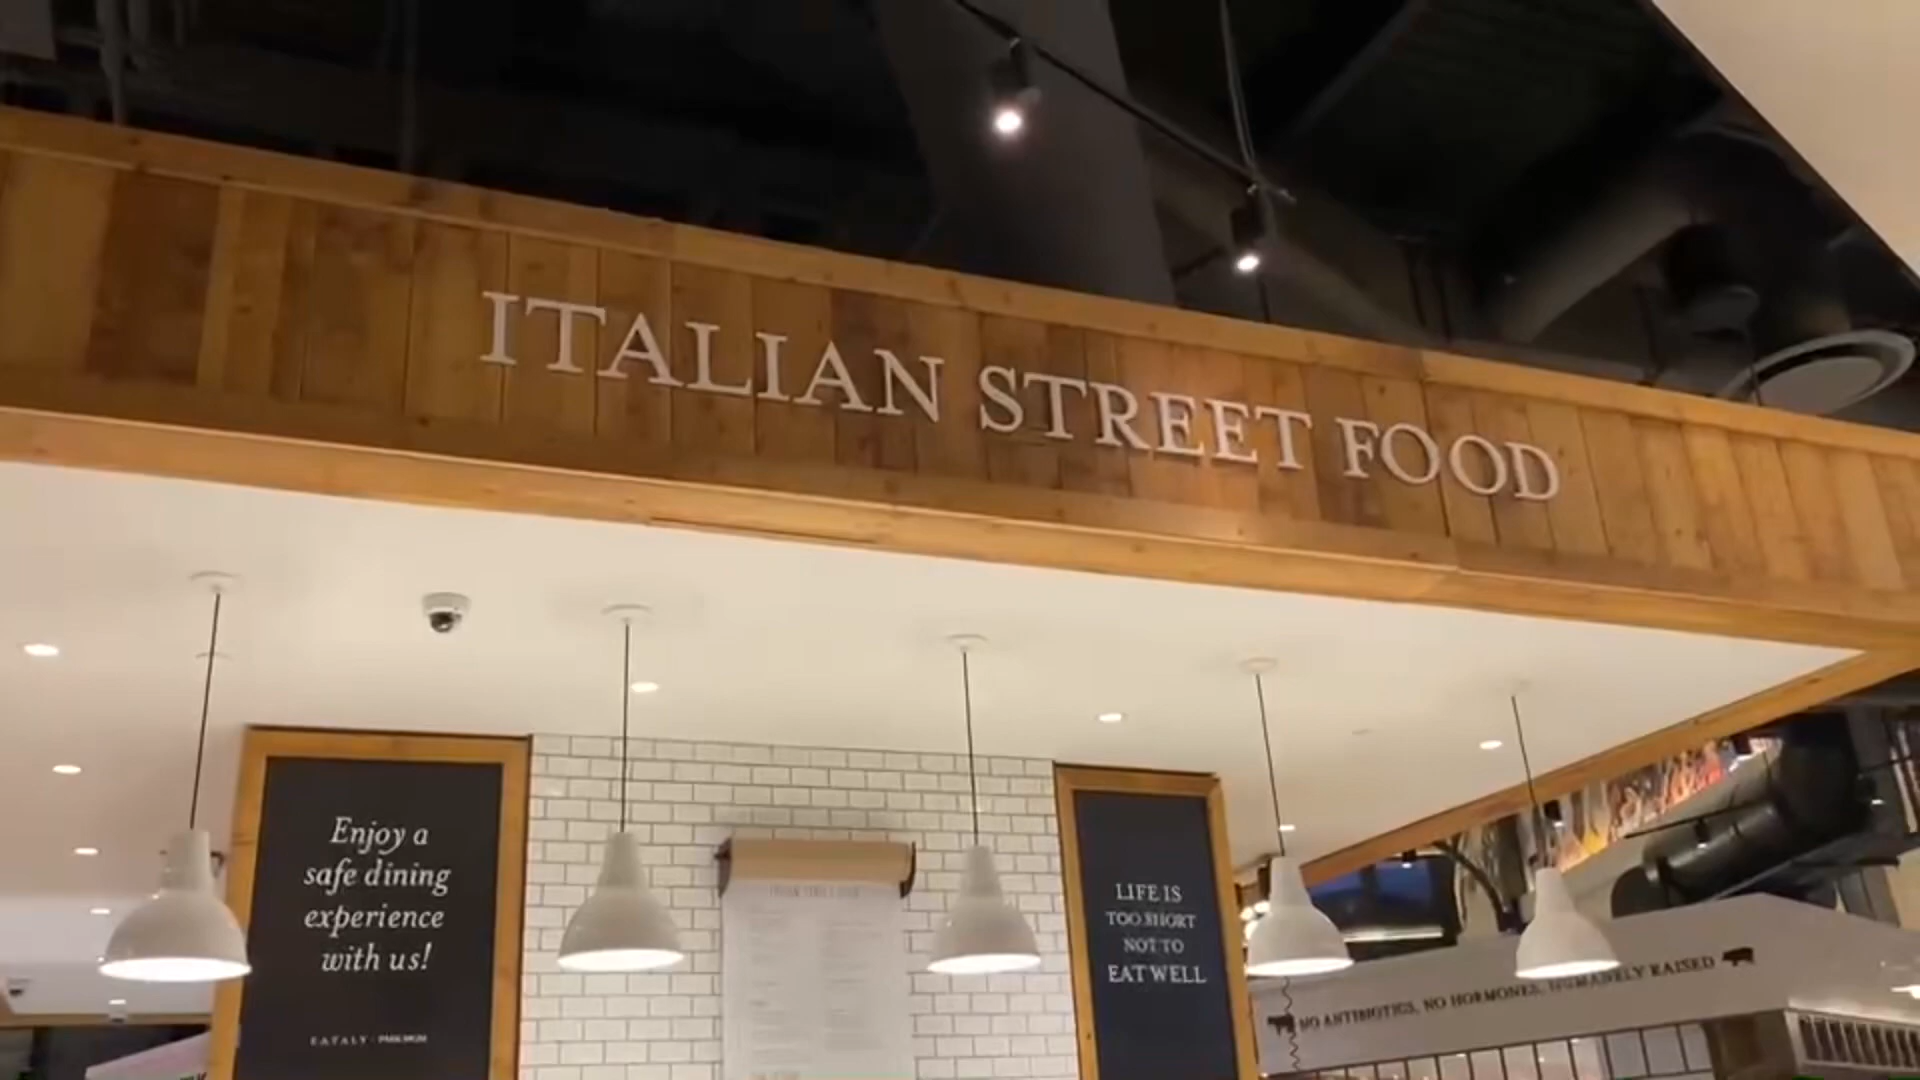 ITALIAN STREET FOOD
Enjoy a
safe dining
experience
with us!
EATALY
LIFE IS
TOO SHORT
NOT TO
EAT WELL
NO ANTIBIOTICS, NO HORMONES, HUMANELY RAISED